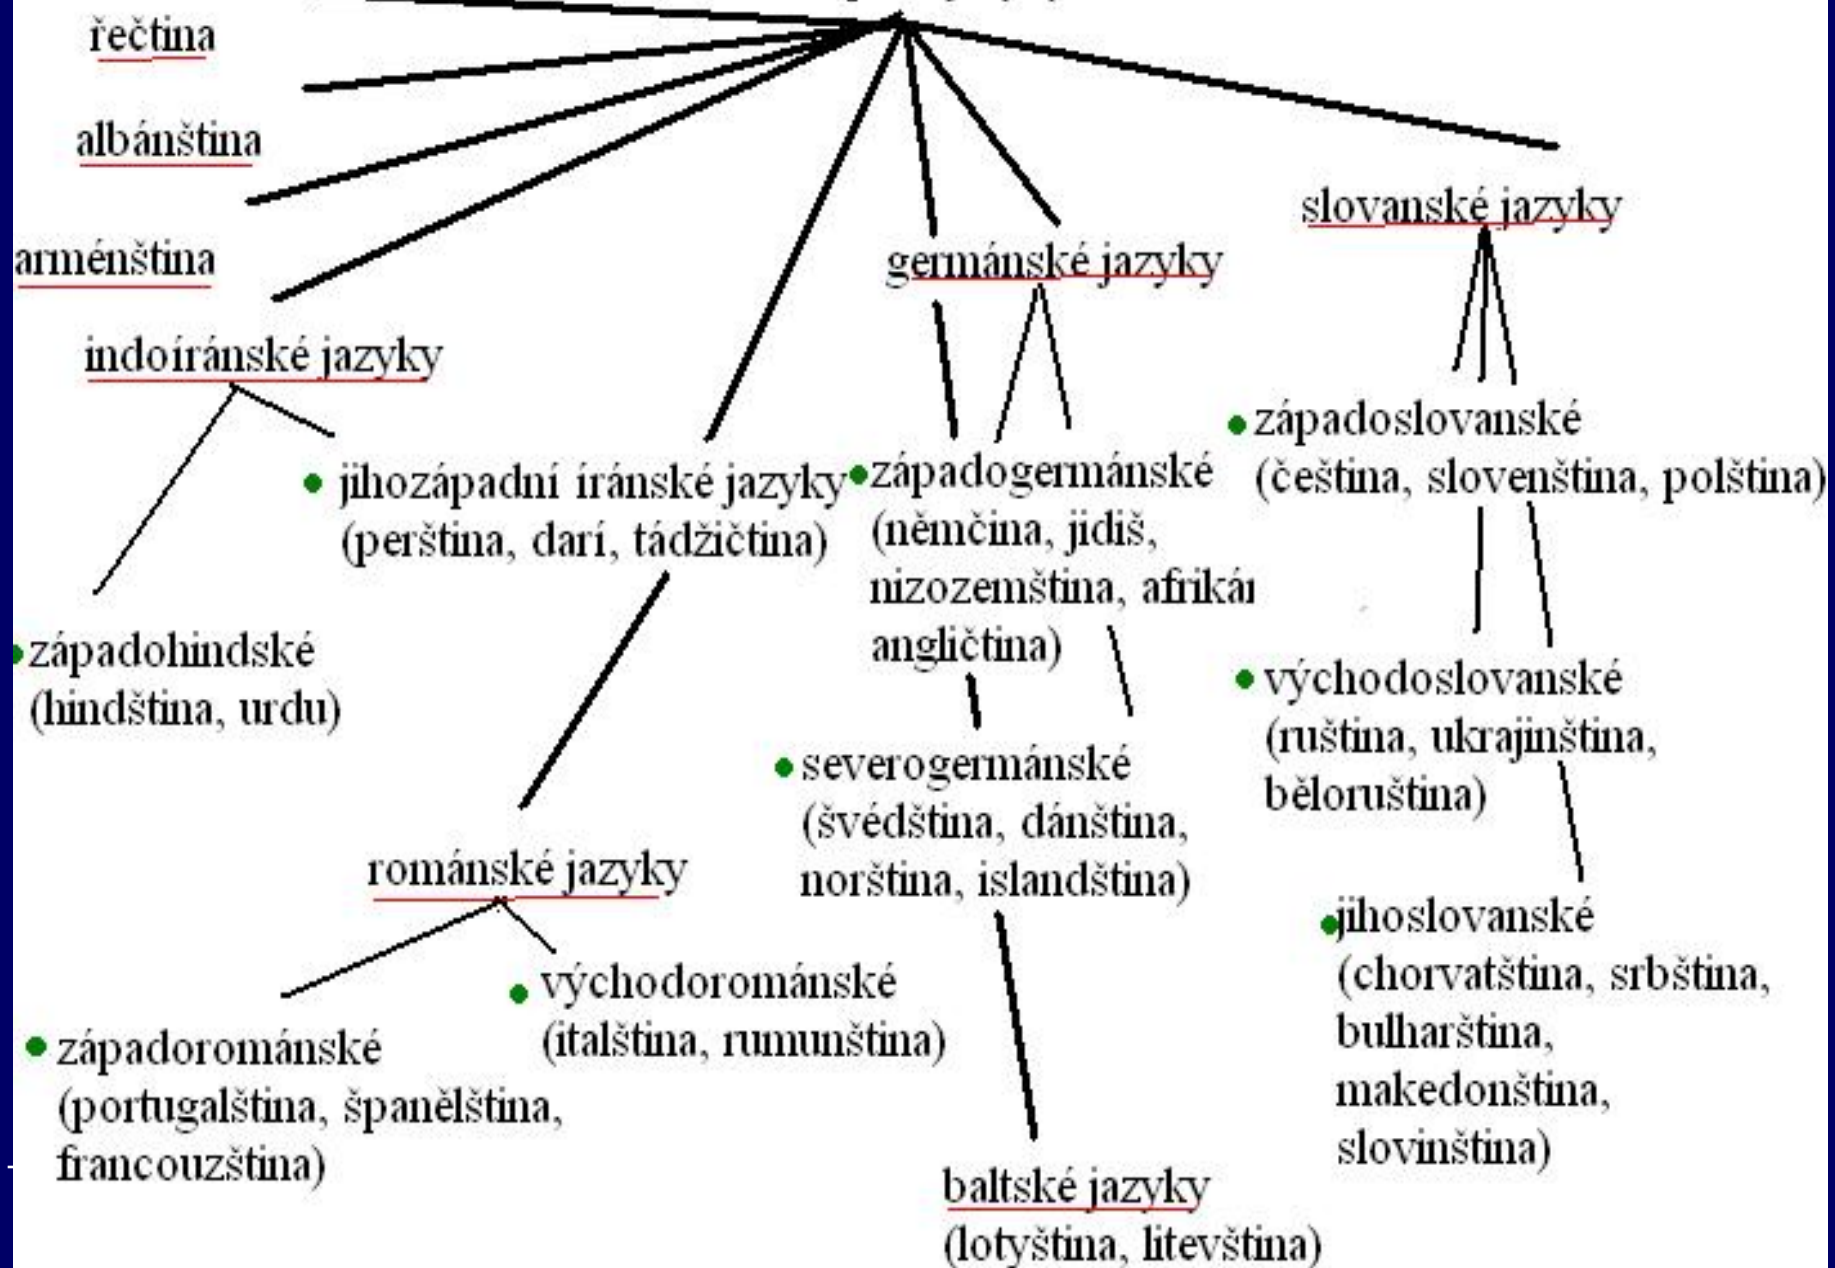 řečtina
albánština
arménština
indoíránské jazyky
západohindské
(hindština, urdu)
jihozápadní íránské jazyky
(perština, darí, tádžičtina)
románské jazyky
západorománské
(portugalština, španělština,
francouzština)
východorománské
(italština, rumunština)
germánské jazyky
západogermánské
(němčina, jidiš,
nizozemština,
angličtina)
severogermánské
(švédština, dánština,
norština, islandština)
baltské jazyky
(lotyština, litevština)
slovanské jazyky
západoslovanské
(čeština, slovenština, polština)
východoslovanské
(ruština, ukrajinština,
běloruština)
jihoslovanské
(chorvatština, srbština,
bulharština,
makedonština,
slovinština)